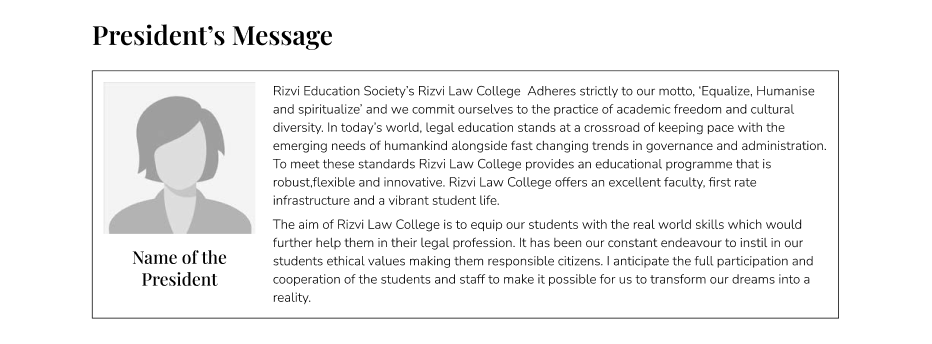 President’s Message
Rizvi Education Society’s Rizvi Law College  Adheres strictly to our motto, ‘Equalize, Humanise
and spiritualize’ and we commit ourselves to the practice of academic freedom and cultural
diversity. In today’s world, legal education stands at a crossroad of keeping pace with the
emerging needs of humankind alongside fast changing trends in governance and administration.
To meet these standards Rizvi Law College provides an educational programme that is
robust,flexible and innovative. Rizvi Law College offers an excellent faculty, first rate
infrastructure and a vibrant student life.
The aim of Rizvi Law College is to equip our students with the real world skills which would
further help them in their legal profession. It has been our constant endeavour to instil in our
students ethical values making them responsible citizens. I anticipate the full participation and
cooperation of the students and staff to make it possible for us to transform our dreams into a
reality.
Name of the
President